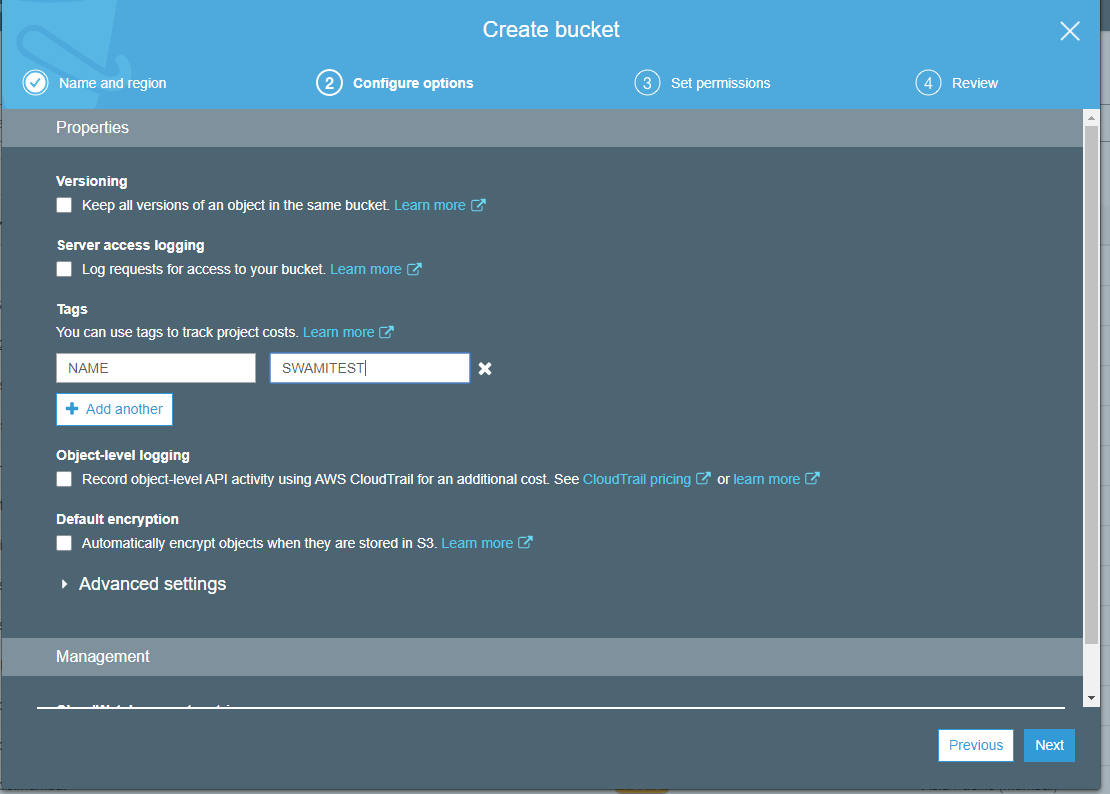 Create bucket
Name and region
2 Configure options
3 Set permissions
4 Review
Properties
Versioning
Keep all versions of an object in the same bucket. Learn more
Server access logging
Log requests for access to your bucket. Learn more
Tags
You can use tags to track project costs. Learn more
NAME SWAMITEST
Add another
Object-level logging
Record object-level API activity using AWS CloudTrail for an additional cost. See CloudTrail pricing or learn more
Default encryption
Automatically encrypt objects when they are stored in S3. Learn more
Advanced settings
Management
Previous Next